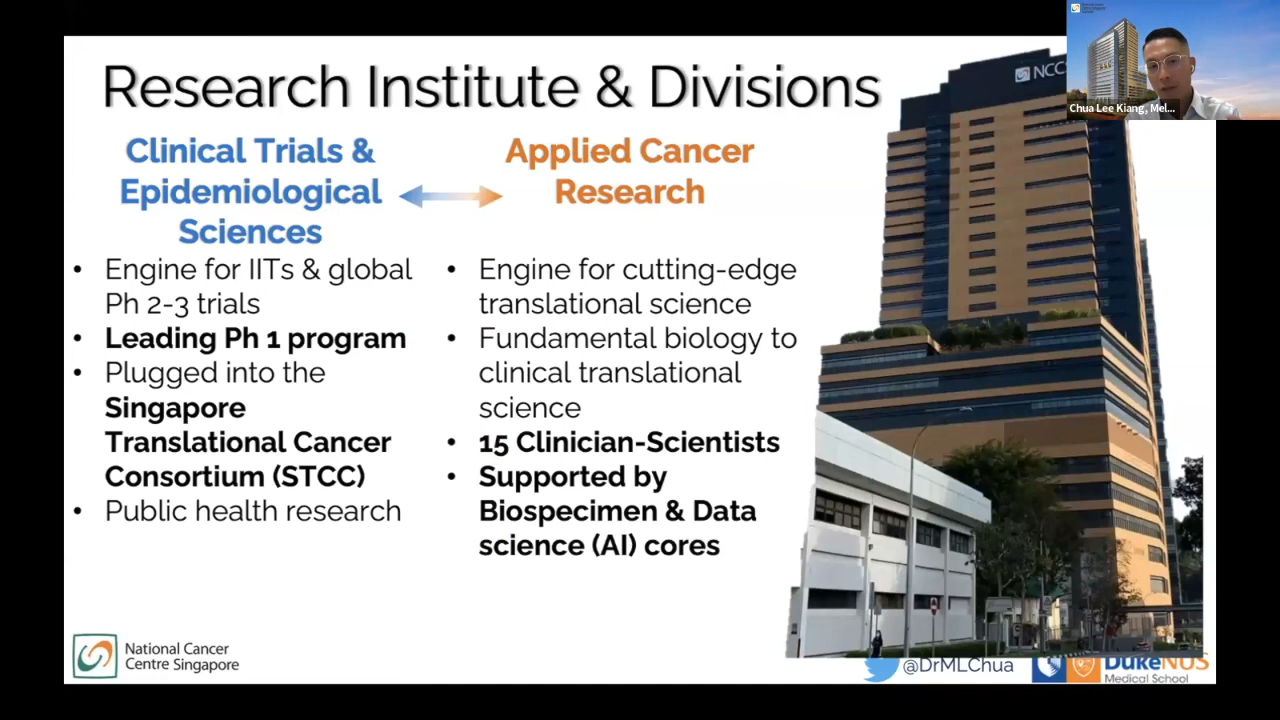 Research Institute & Divisions
Clinical Trials &
Epidemiological
Sciences
• Engine for IITs & global
Ph 2-3 trials
• Leading Ph 1 program
• Plugged into the
Singapore
Translational Cancer
Consortium (STCC)
• Public health research
Applied Cancer
Research
• Engine for cutting-edge
translational science
• Fundamental biology to
clinical translational
science
• 15 Clinician-Scientists
• Supported by
Biospecimen & Data
science (AI) cores
NCC
Chua Lee Kiang, Mel...
National Cancer
Centre Singapore
@DrMLChua
DukeNUS
Medical School